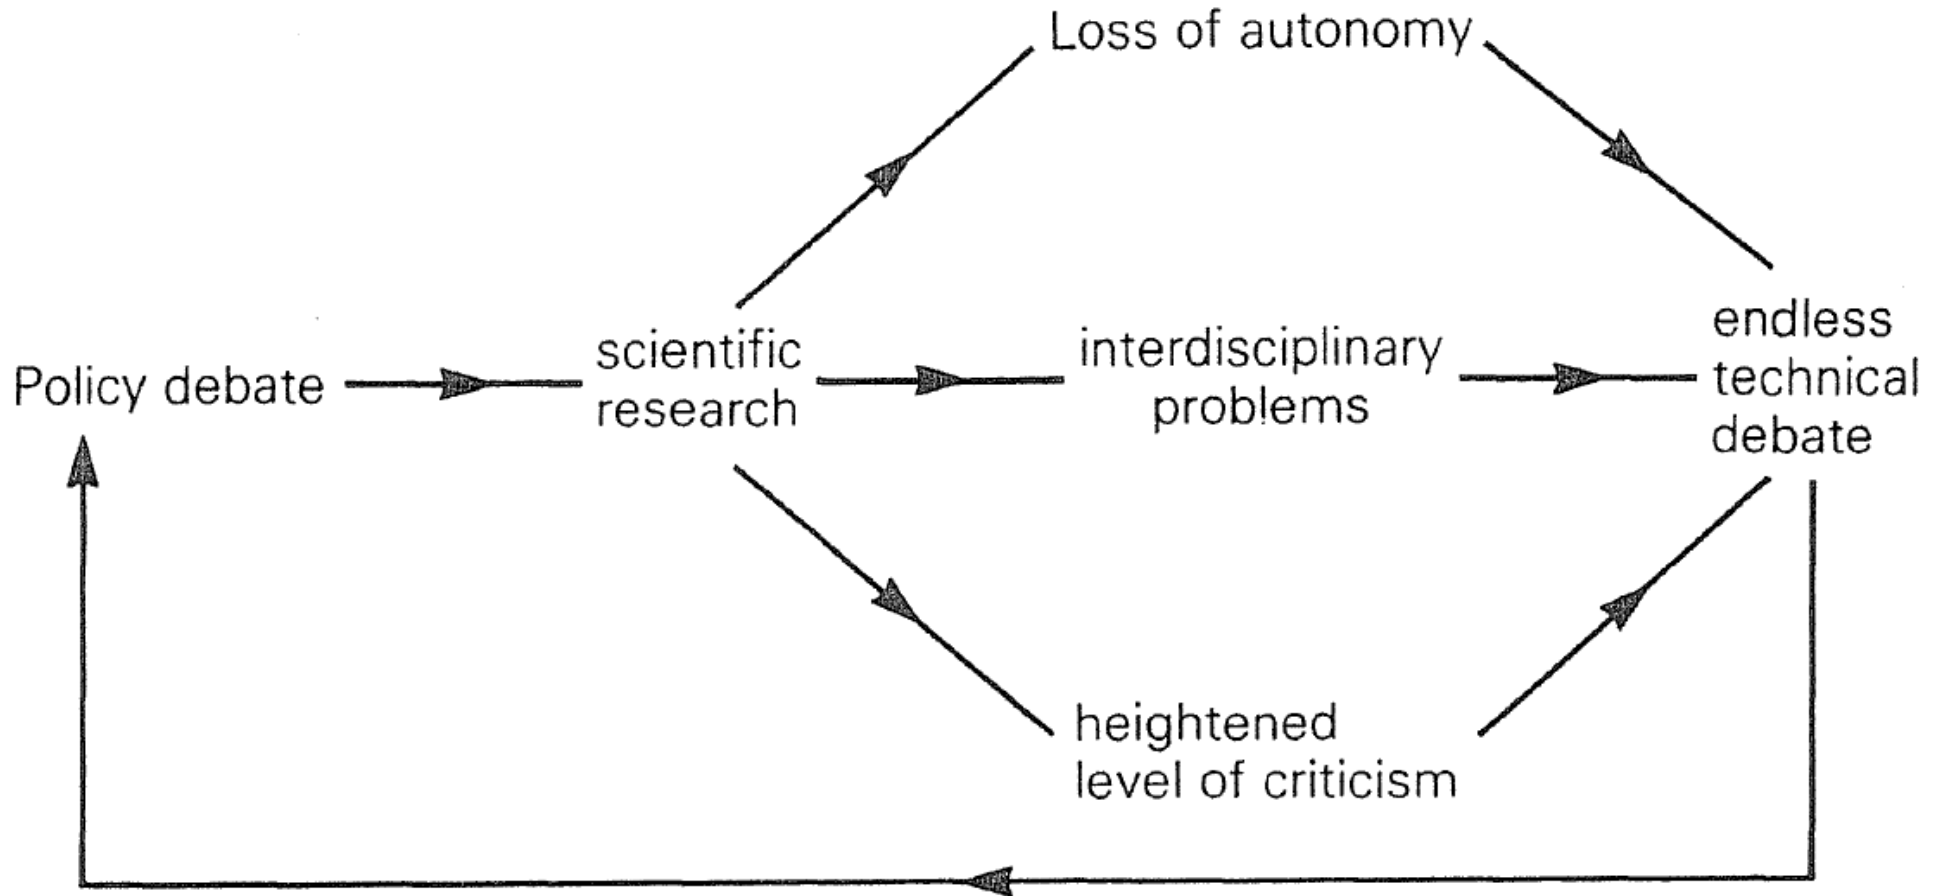 Loss of autonomy
Policy debate
scientific
research
interdisciplinary
problems
endless
technical
debate
heightened
level of criticism